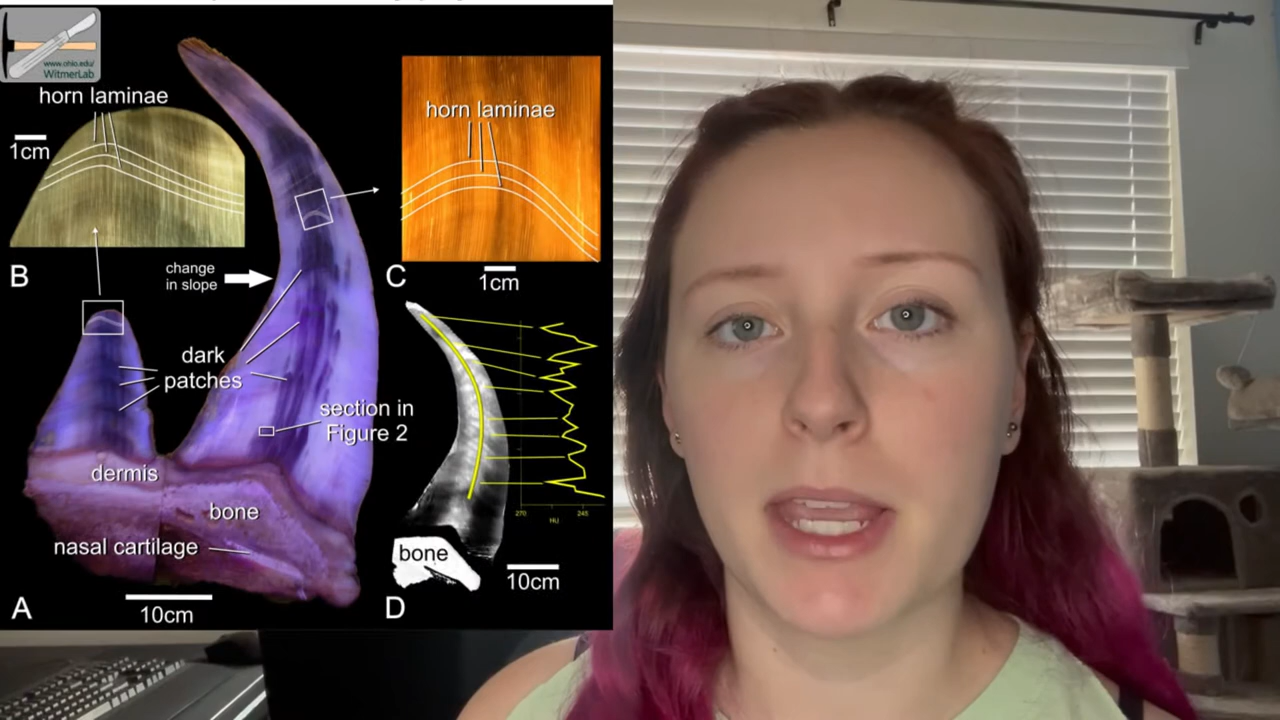 www.ohio.edu/
WitmerLab
horn laminae
1cm
B
horn laminae
C
1cm
change
in slope
dark
patches
section in
Figure 2
dermis
bone
nasal cartilage
A
10cm
270
HU
245
bone
10cm
D